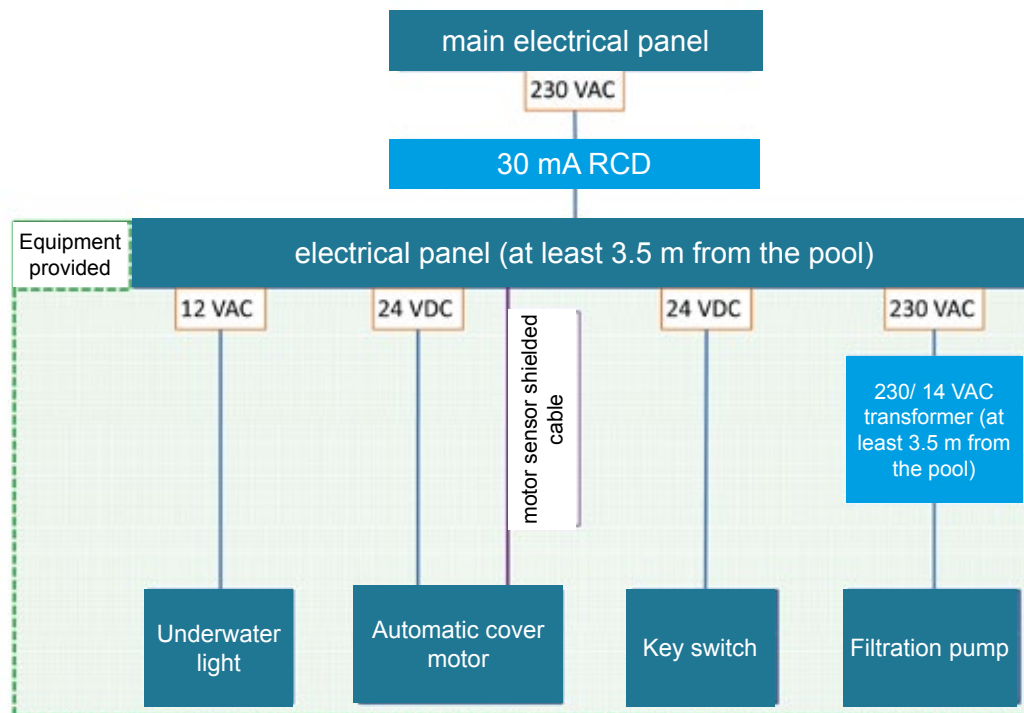 main electrical panel
230 VAC
30 mA RCD
Equipment
provided
electrical panel (at least 3.5 m from the pool)
12 VAC
24 VDC
motor sensor shielded
cable
24 VDC
230 VAC
230/ 14 VAC
transformer (at
least 3.5 m from
the pool)
Underwater
light
Automatic cover
motor
Key switch
Filtration pump